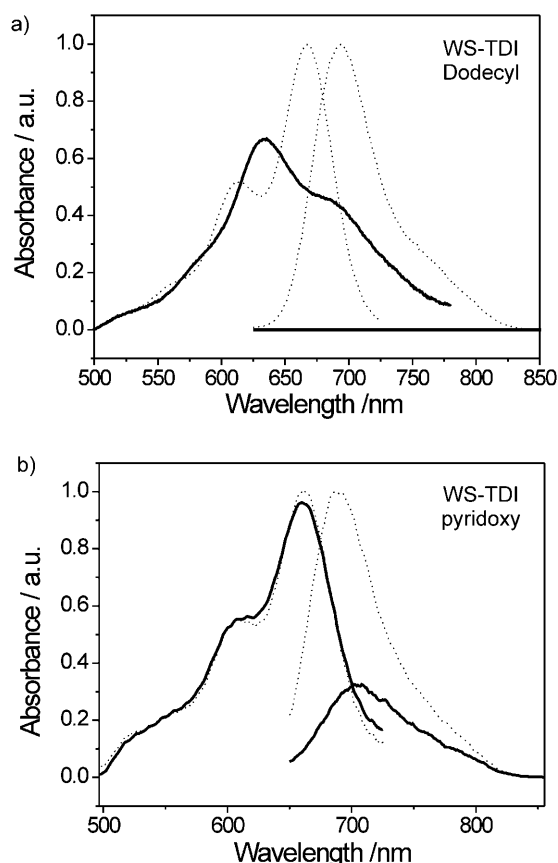 a)
WS-TDI
Dodecyl
Absorbance / a.u.
1.0
0.8
0.6
0.4
0.2
0.0
500 550 600 650 700 750 800 850
Wavelength /nm
b)
WS-TDI
pyridoxy
Absorbance / a.u.
1.0
0.8
0.6
0.4
0.2
0.0
500 600 700 800
Wavelength /nm